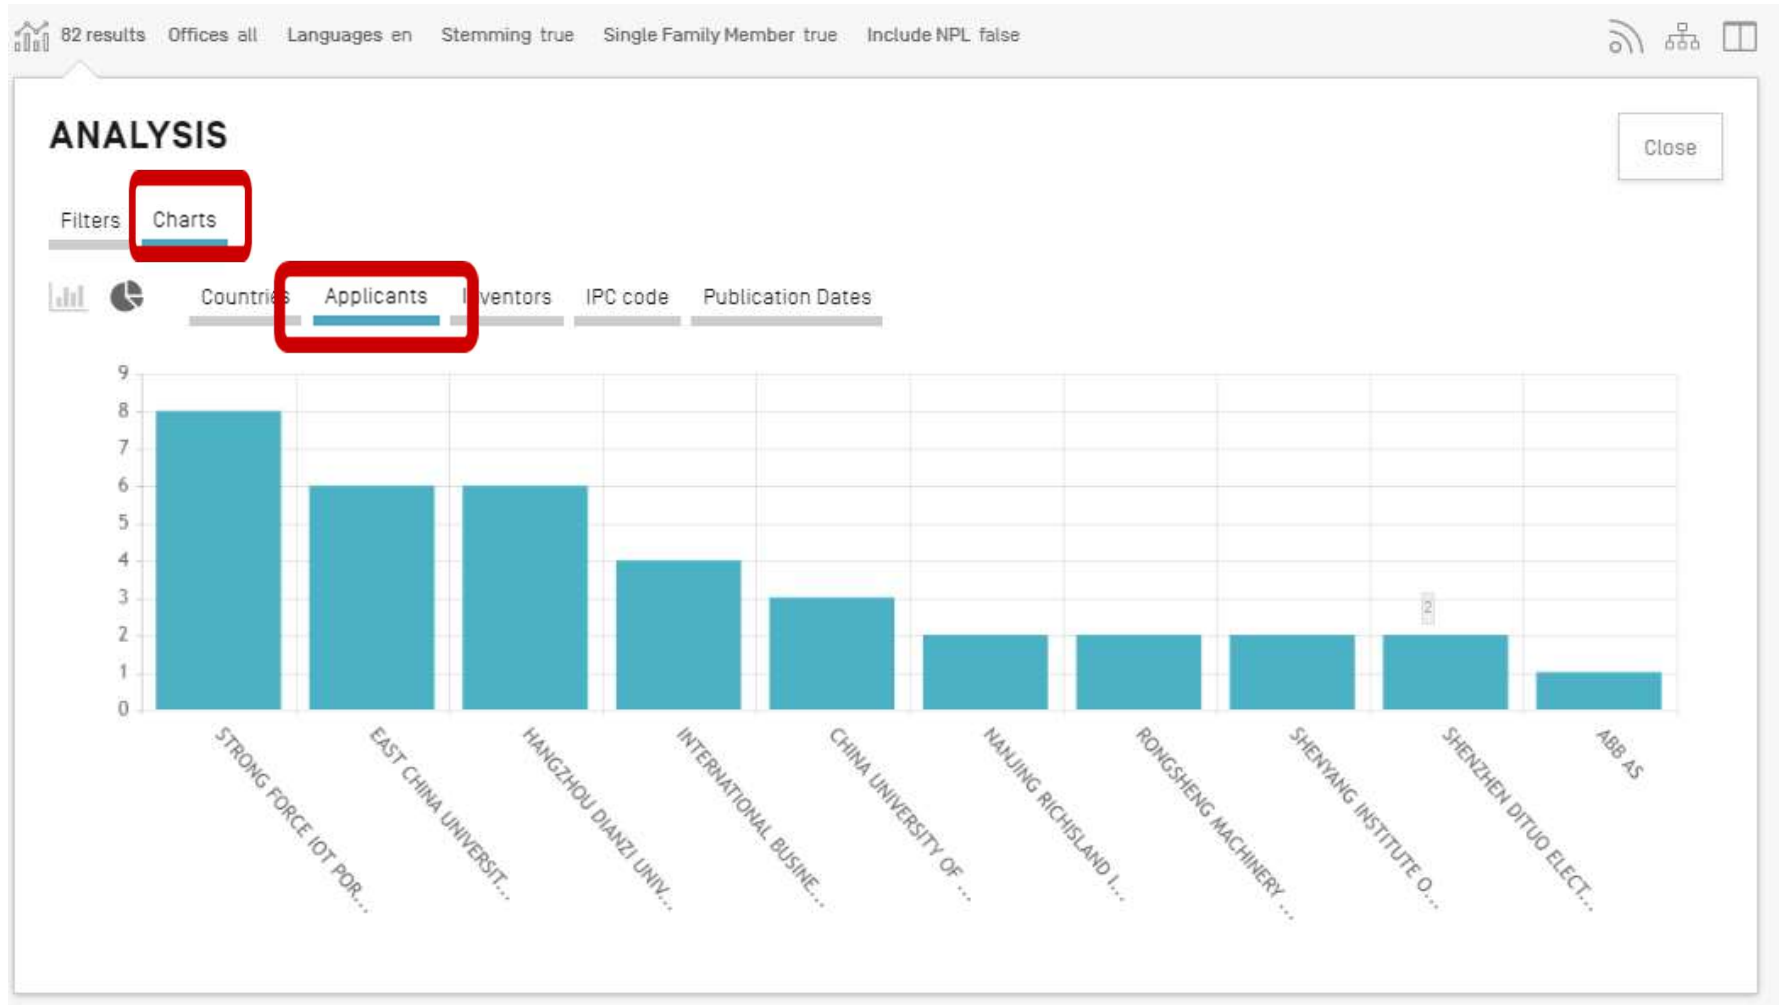 82 results Offices all Languages en Stemming true Single Family Member true Include NPL false
ANALYSIS
Close
Filters Charts
Countries Applicants Inventors IPC code Publication Dates
9
8
7
6
5
4
3
2
1
0
2
STRONG FORCE IOT POR...
EAST CHINA UNIVERSIT...
HANGZHOU DIANZI UNIV...
INTERNATIONAL BUSINE...
CHINA UNIVERSITY OF ...
NANJING RICHISLAND I...
RONGSHENG MACHINERY ...
SHENYANG INSTITUTE O...
SHENZHEN DITUO ELECT...
ABB AS